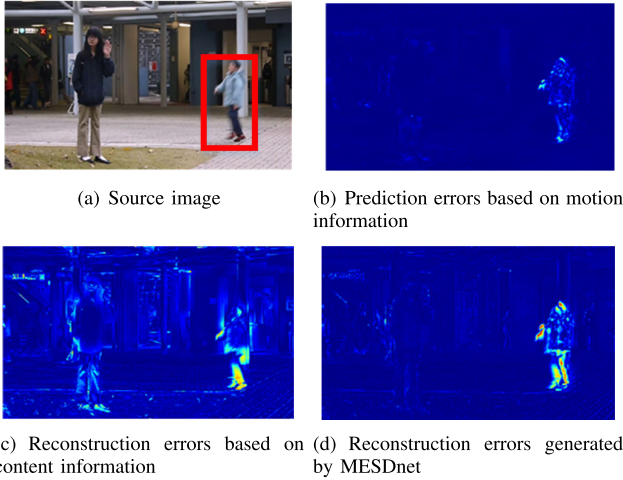 (a) Source image
(b) Prediction errors based on motion
information
c) Reconstruction errors based on
content information
(d) Reconstruction errors generated
by MESDnet